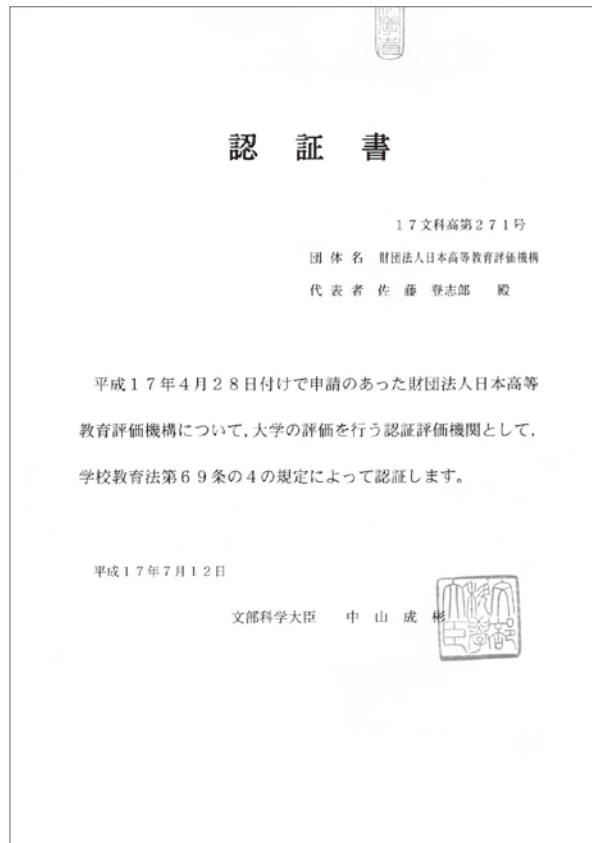 認証書
17文科高第271号
団体名 財団法人日本高等教育評価機構
代表者 佐藤 登志郎 殿
平成17年4月28日付けで申請のあった財団法人日本高等
教育評価機構について,大学の評価を行う認証評価機関として,
学校教育法第69条の4の規定によって認証します。
平成17年7月12日
文部科学大臣 中山成彬
文部科学大臣